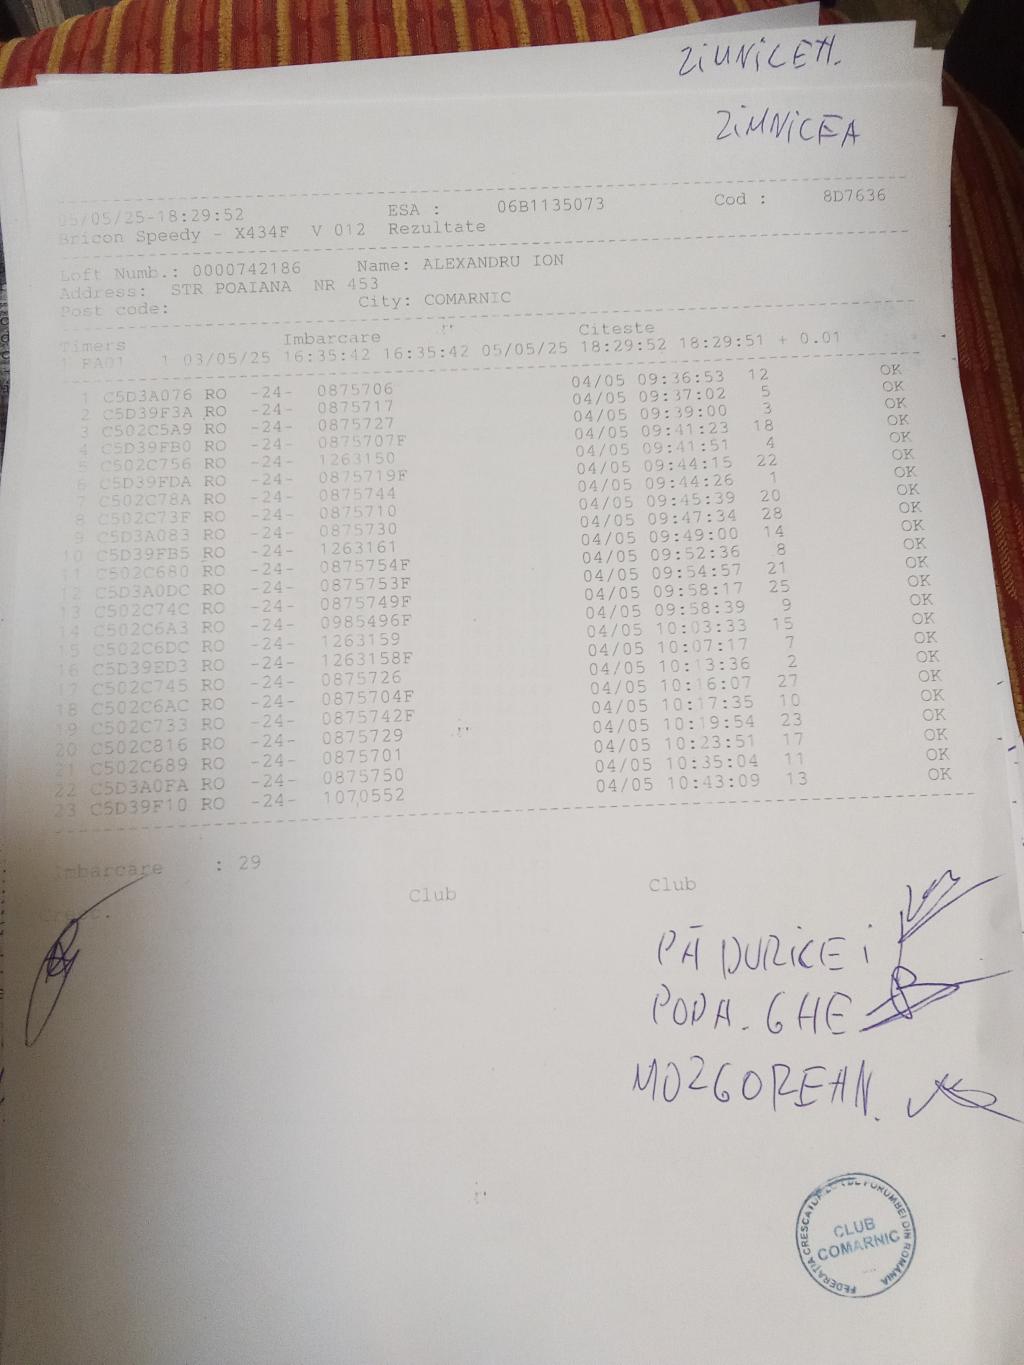 ZIMNICEA.
ZIMNICEA
05/05/25-18:29:52 ESA : 06B1135073 Cod : 8D7636
Bricon Speedy - X434F V 012 Rezultate
Loft Numb.: 0000742186 Name: ALEXANDRU ION
Address: STR POAIANA NR 453
Post code: City: COMARNIC
Timers Imbarcare Citeste
1 BA01 1 03/05/25 16:35:42 16:35:42 05/05/25 18:29:52 18:29:51 + 0.01
1 C5D3A076 RO -24- 0875706 04/05 09:36:53 12 OK
2 C5D39F3A RO -24- 0875717 04/05 09:37:02 5 OK
3 C502C5A9 RO -24- 0875727 04/05 09:39:00 3 OK
4 C5D39FB0 RO -24- 0875707F 04/05 09:41:23 18 OK
5 C502C756 RO -24- 1263150 04/05 09:41:51 4 OK
6 C5D39FDA RO -24- 0875719F 04/05 09:44:15 22 OK
7 C502C78A RO -24- 0875744 04/05 09:44:26 1 OK
8 C502C73F RO -24- 0875710 04/05 09:45:39 20 OK
9 C5D3A083 RO -24- 0875730 04/05 09:47:34 28 OK
10 C5D39FB5 RO -24- 1263161 04/05 09:49:00 14 OK
11 C502C680 RO -24- 0875754F 04/05 09:52:36 8 OK
12 C5D3A0DC RO -24- 0875753F 04/05 09:54:57 21 OK
13 C502C74C RO -24- 0875749F 04/05 09:58:17 25 OK
14 C502C6A3 RO -24- 0985496F 04/05 09:58:39 9 OK
15 C502C6DC RO -24- 1263159 04/05 10:03:33 15 OK
16 C5D39ED3 RO -24- 1263158F 04/05 10:07:17 7 OK
17 C502C745 RO -24- 0875726 04/05 10:13:36 2 OK
18 C502C6AC RO -24- 0875704F 04/05 10:16:07 27 OK
19 C502C733 RO -24- 0875742F 04/05 10:17:35 10 OK
20 C502C816 RO -24- 0875729 04/05 10:19:54 23 OK
21 C502C689 RO -24- 0875701 04/05 10:23:51 17 OK
22 C5D3A0FA RO -24- 0875750 04/05 10:35:04 11 OK
23 C5D39F10 RO -24- 1070552 04/05 10:43:09 13 OK
Imbarcare : 29
Cresc. Club Club
PĂDURICEI
POPA. GHE
MOZGOREAN.
DE PORUMBEI DIN ROMANIA
CLUB
COMARNIC
FEDERAȚIA